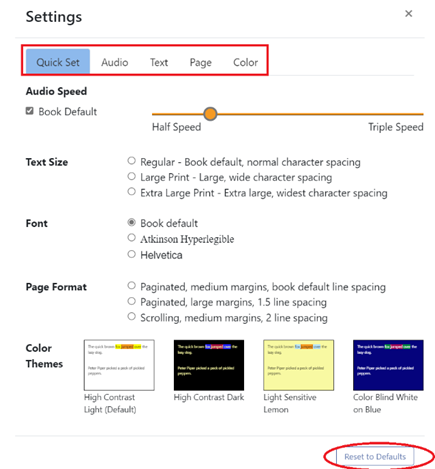 Settings ×
Quick Set Audio Text Page Color
Audio Speed
Book Default
Half Speed Triple Speed
Text Size
Regular - Book default, normal character spacing
Large Print - Large, wide character spacing
Extra Large Print - Extra large, widest character spacing
Font
Book default
Atkinson Hyperlegible
Helvetica
Page Format
Paginated, medium margins, book default line spacing
Paginated, large margins, 1.5 line spacing
Scrolling, medium margins, 2 line spacing
Color
Themes
The quick brown fox jumped over the
lazy dog.
Peter Piper picked a pack of pickled
peppers.
High Contrast
Light (Default)
The quick brown fox jumped over the
lazy dog.
Peter Piper picked a pack of pickled
peppers.
High Contrast Dark
The quick brown fox jumped over the
lazy dog.
Peter Piper picked a pack of pickled
peppers.
Light Sensitive
Lemon
The quick brown fox jumped over the
lazy dog.
Peter Piper picked a pack of pickled
peppers.
Color Blind White
on Blue
Reset to Defaults